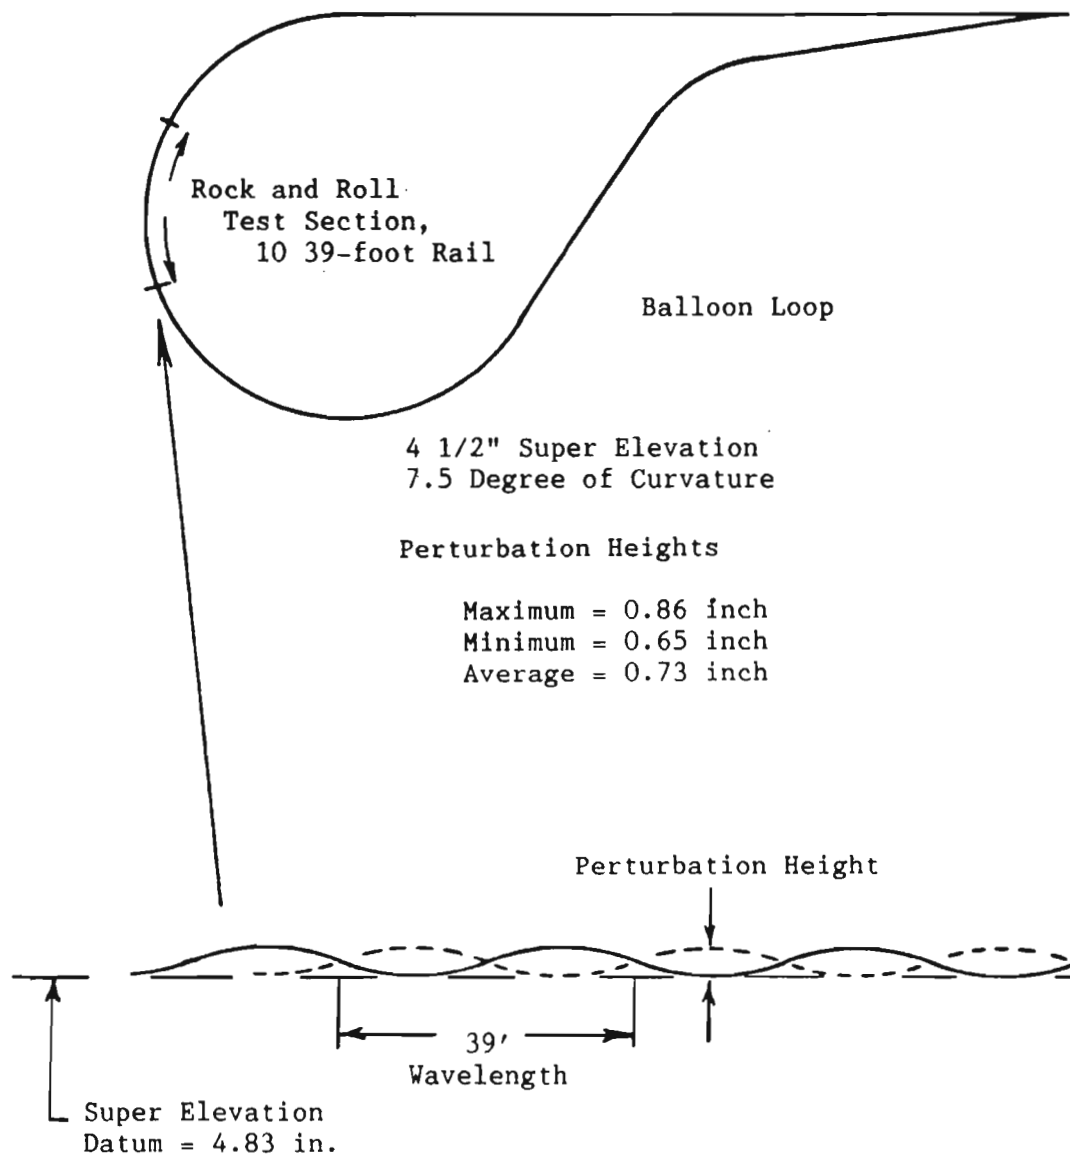 Rock and Roll
Test Section,
10 39-foot Rail
Balloon Loop
4 1/2" Super Elevation
7.5 Degree of Curvature
Perturbation Heights
Maximum = 0.86 inch
Minimum = 0.65 inch
Average = 0.73 inch
Perturbation Height
39′
Wavelength
Super Elevation
Datum = 4.83 in.